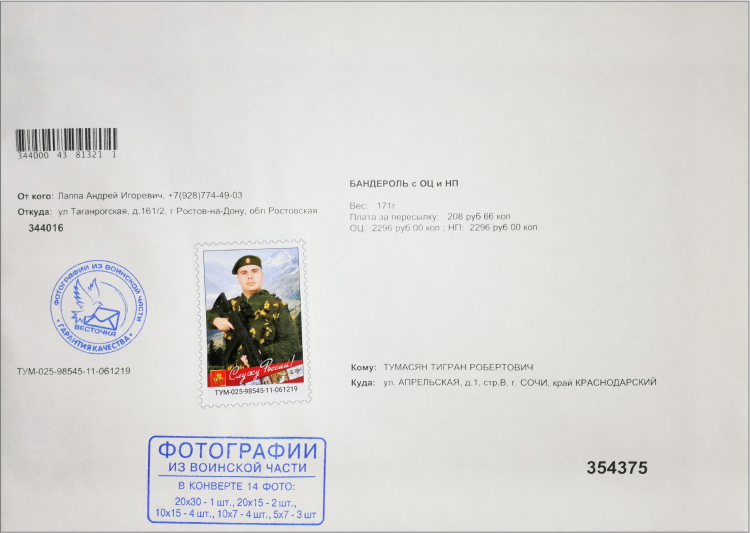 344000 43 81321 1
От кого: Лаппа Андрей Игоревич, +7(928)774-49-03
Откуда: ул Таганрогская, д.161/2, г Ростов-на-Дону, обл Ростовская
344016
БАНДЕРОЛЬ с ОЦ и НП
Вес: 171г
Плата за пересылку: 208 руб 66 коп
ОЦ: 2296 руб 00 коп ; НП: 2296 руб 00 коп
ФОТОГРАФИИ ИЗ ВОИНСКОЙ ЧАСТИ
ВЕСТОЧКА
* ГАРАНТИЯ КАЧЕСТВА *
ТУМ-025-98545-11-061219
Служу России!
ТУМ-025-98545-11-061219
Кому: ТУМАСЯН ТИГРАН РОБЕРТОВИЧ
Куда: ул. АПРЕЛЬСКАЯ, д.1, стр.В, г. СОЧИ, край КРАСНОДАРСКИЙ
354375
ФОТОГРАФИИ
ИЗ ВОИНСКОЙ ЧАСТИ
В КОНВЕРТЕ 14 ФОТО:
20x30 - 1 шт., 20x15 - 2 шт.,
10x15 - 4 шт., 10x7 - 4 шт., 5x7 - 3 шт